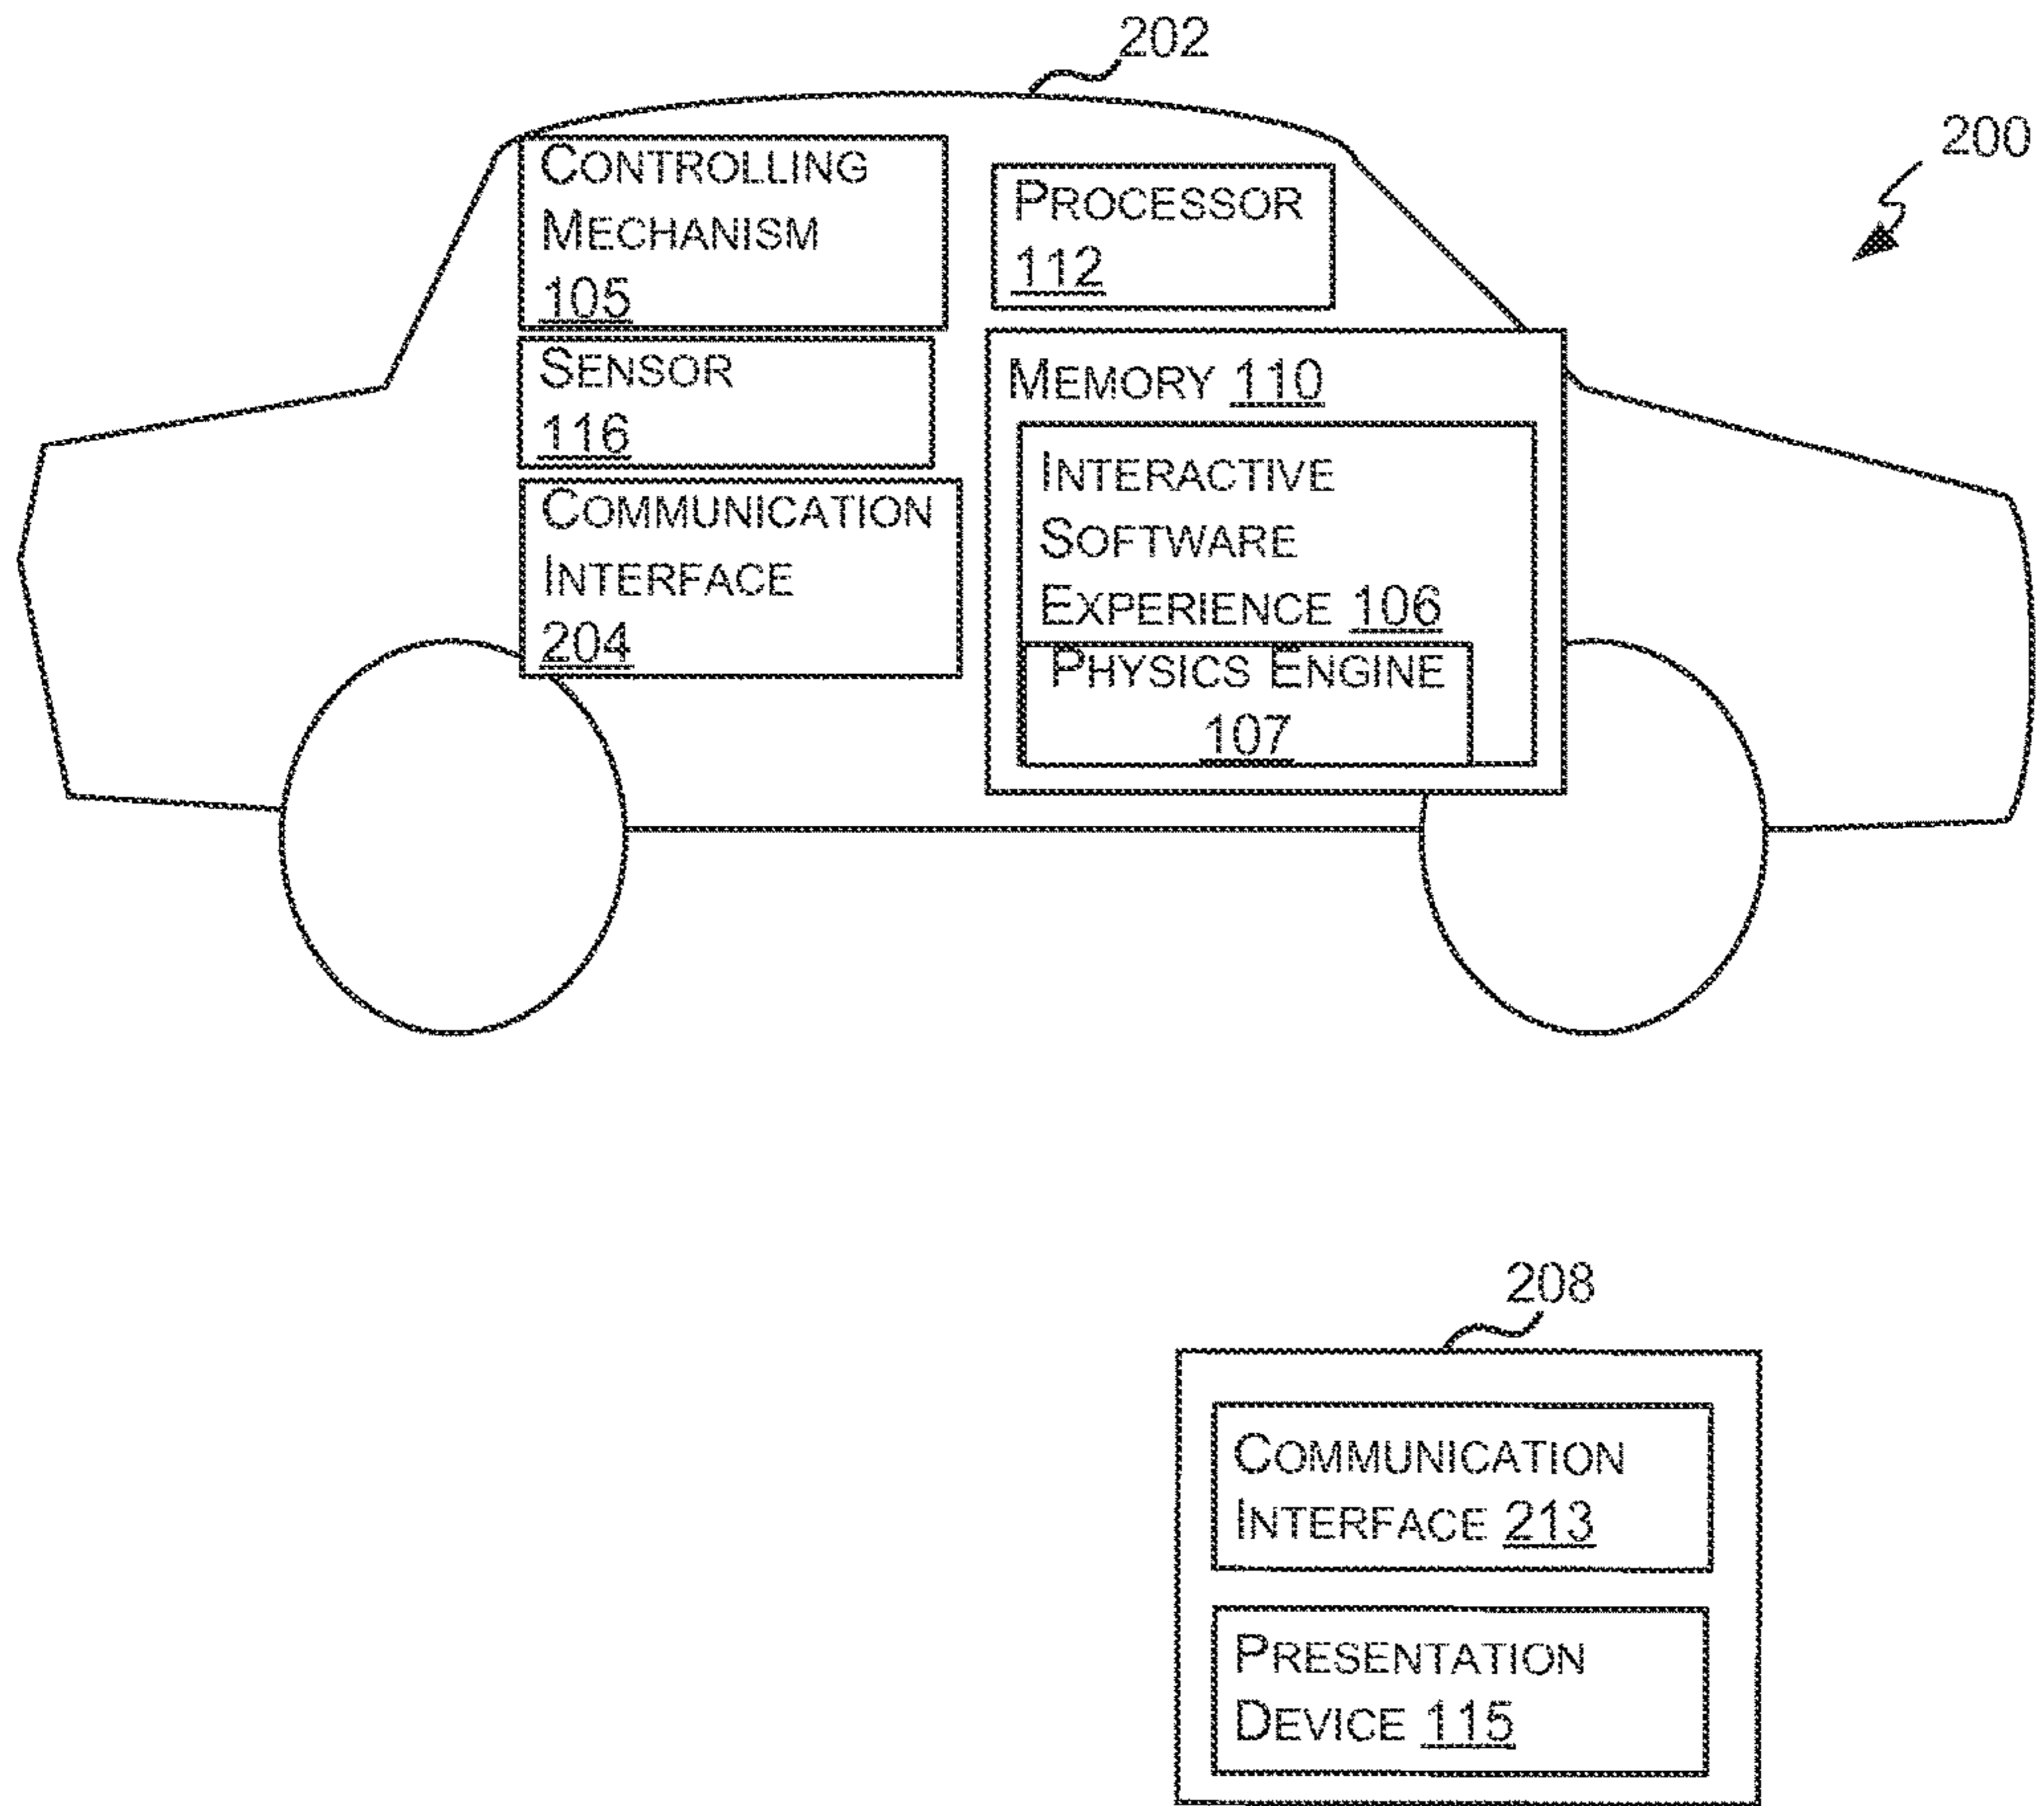 202
200
CONTROLLING
MECHANISM
105
PROCESSOR
112
SENSOR
116
MEMORY 110
COMMUNICATION
INTERFACE
204
INTERACTIVE
SOFTWARE
EXPERIENCE 106
PHYSICS ENGINE
107
208
COMMUNICATION
INTERFACE 213
PRESENTATION
DEVICE 115